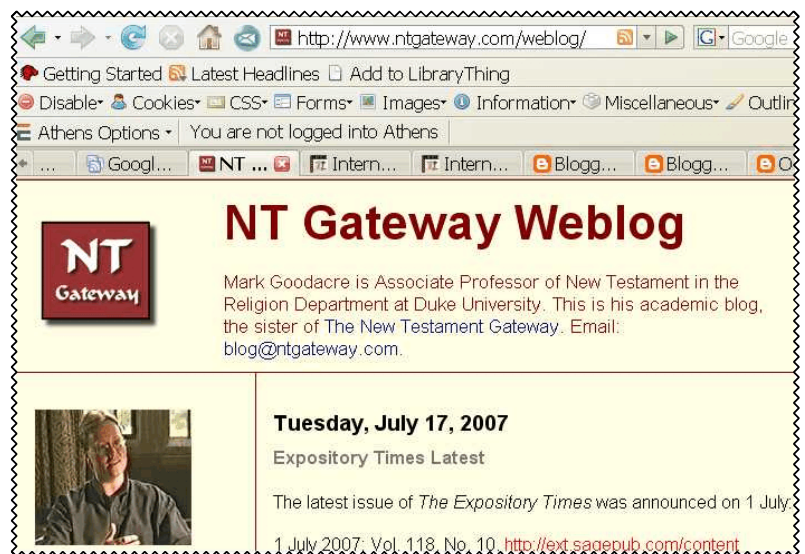 http://www.ntgateway.com/weblog/ G Google
Getting Started Latest Headlines Add to LibraryThing
Disable Cookies CSS Forms Images Information Miscellaneous Outlin
Athens Options You are not logged into Athens
... Googl... NT ... Intern... Intern... Blogg... Blogg... O
NT Gateway Weblog
NT
Gateway
Mark Goodacre is Associate Professor of New Testament in the
Religion Department at Duke University. This is his academic blog,
the sister of The New Testament Gateway. Email:
blog@ntgateway.com.
Tuesday, July 17, 2007
Expository Times Latest
The latest issue of The Expository Times was announced on 1 July:
1 July 2007; Vol. 118, No. 10, http://ext.sagepub.com/content